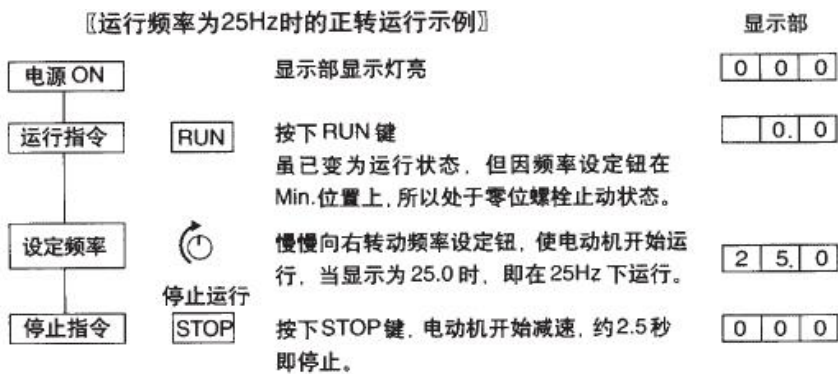 〖运行频率为25Hz时的正转运行示例〗 显示部
电源 ON 显示部显示灯亮 0 0 0
运行指令 RUN 按下 RUN 键 0. 0
虽已变为运行状态，但因频率设定钮在
Min.位置上，所以处于零位螺栓止动状态。
设定频率 慢慢向右转动频率设定钮，使电动机开始运
行，当显示为 25.0 时，即在 25Hz 下运行。 2 5. 0
停止运行
停止指令 STOP 按下STOP键，电动机开始减速，约2.5秒 0 0 0
即停止。